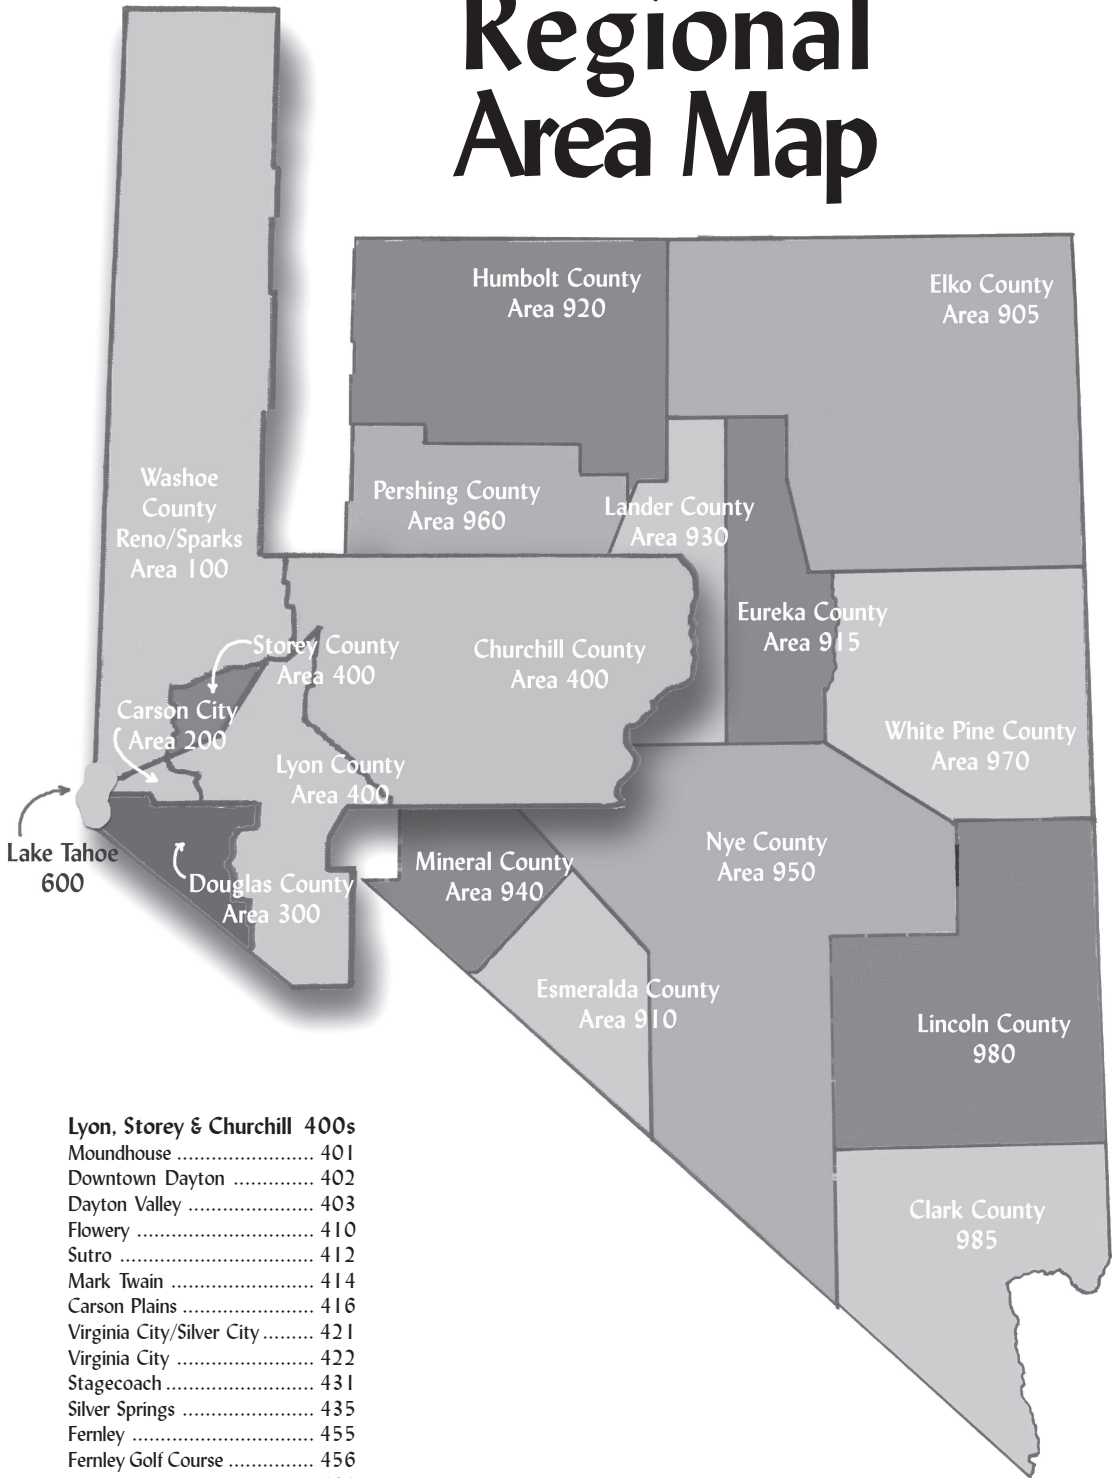 Regional
Area Map
Humbolt County
Area 920
Elko County
Area 905
Washoe
County
Reno/Sparks
Area 100
Pershing County
Area 960
Lander County
Area 930
Eureka County
Area 915
Storey County
Area 400
Churchill County
Area 400
Carson City
Area 200
White Pine County
Area 970
Lyon County
Area 400
Lake Tahoe
600
Douglas County
Area 300
Mineral County
Area 940
Nye County
Area 950
Esmeralda County
Area 910
Lincoln County
980
Clark County
985
Lyon, Storey & Churchill 400s
Moundhouse ........................ 401
Downtown Dayton .............. 402
Dayton Valley ...................... 403
Flowery ............................... 410
Sutro .................................. 412
Mark Twain ......................... 414
Carson Plains ....................... 416
Virginia City/Silver City ......... 421
Virginia City ........................ 422
Stagecoach .......................... 431
Silver Springs ....................... 435
Fernley ................................ 455
Fernley Golf Course ............... 456